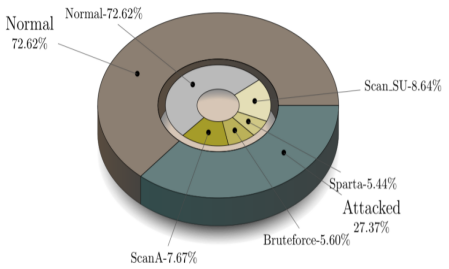 Normal
72.62%
Normal-72.62%
Scan_SU-8.64%
Sparta-5.44%
Attacked
27.37%
Bruteforce-5.60%
ScanA-7.67%